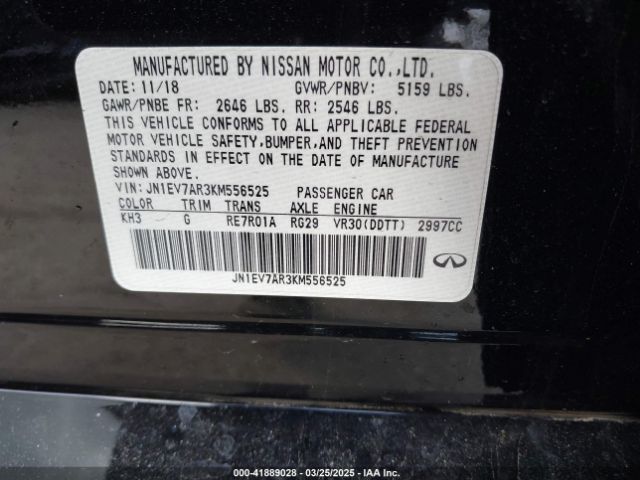 MANUFACTURED BY NISSAN MOTOR CO.,LTD.
DATE: 11/18 GVWR/PNBV: 5159 LBS.
GAWR/PNBE FR: 2646 LBS. RR: 2546 LBS.
THIS VEHICLE CONFORMS TO ALL APPLICABLE FEDERAL
MOTOR VEHICLE SAFETY,BUMPER,AND THEFT PREVENTION
STANDARDS IN EFFECT ON THE DATE OF MANUFACTURE
SHOWN ABOVE.
VIN: JN1EV7AR3KM556525 PASSENGER CAR
COLOR TRIM TRANS AXLE ENGINE
KH3 G RE7R01A RG29 VR30(DDTT) 2997CC
JN1EV7AR3KM556525
000-41889028 - 03/25/2025 - IAA Inc.